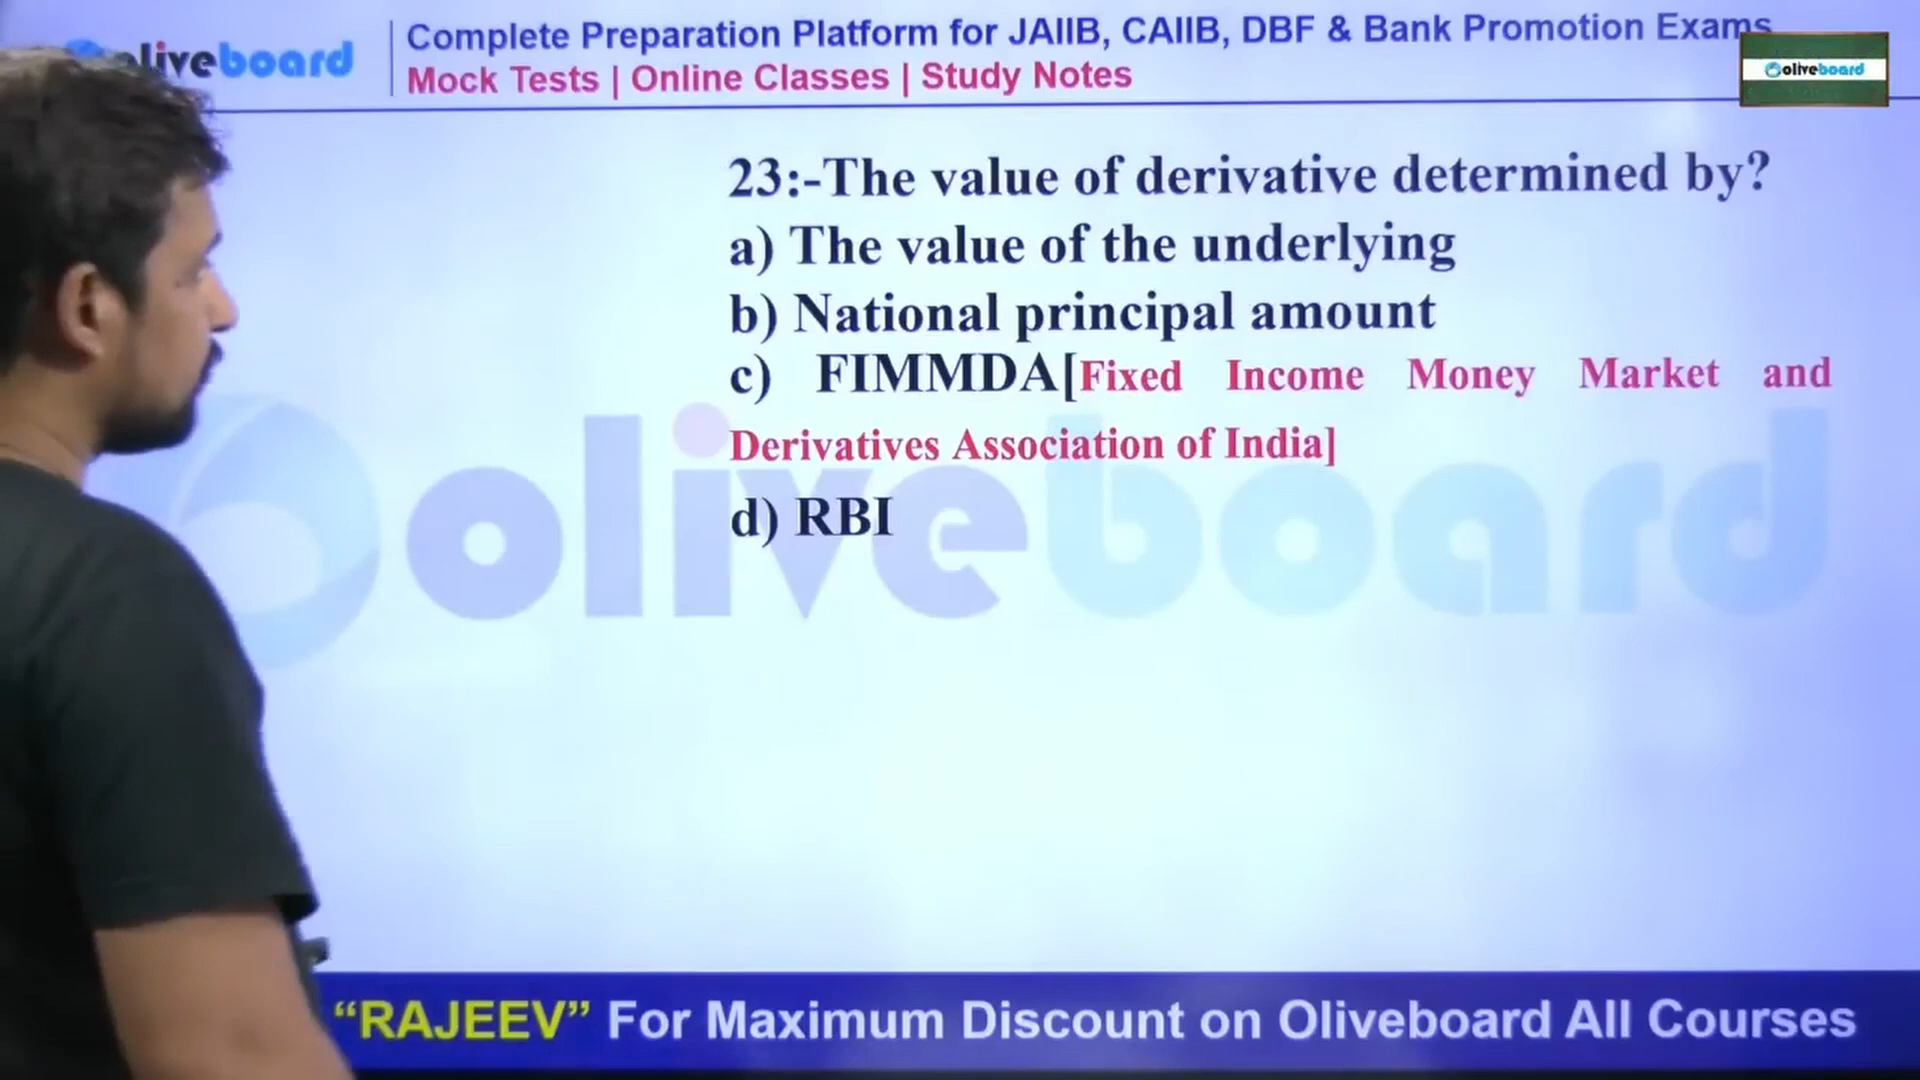 oliveboard
Complete Preparation Platform for JAIIB, CAIIB, DBF & Bank Promotion Exams
Mock Tests | Online Classes | Study Notes
oliveboard
23:-The value of derivative determined by?
a) The value of the underlying
b) National principal amount
c) FIMMDA[Fixed Income Money Market and
Derivatives Association of India]
d) RBI
oliveboard
“RAJEEV” For Maximum Discount on Oliveboard All Courses